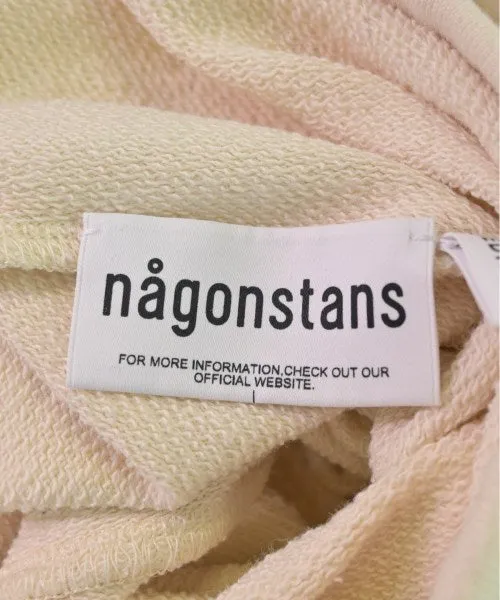 någonstans
FOR MORE INFORMATION,CHECK OUT OUR
OFFICIAL WEBSITE.